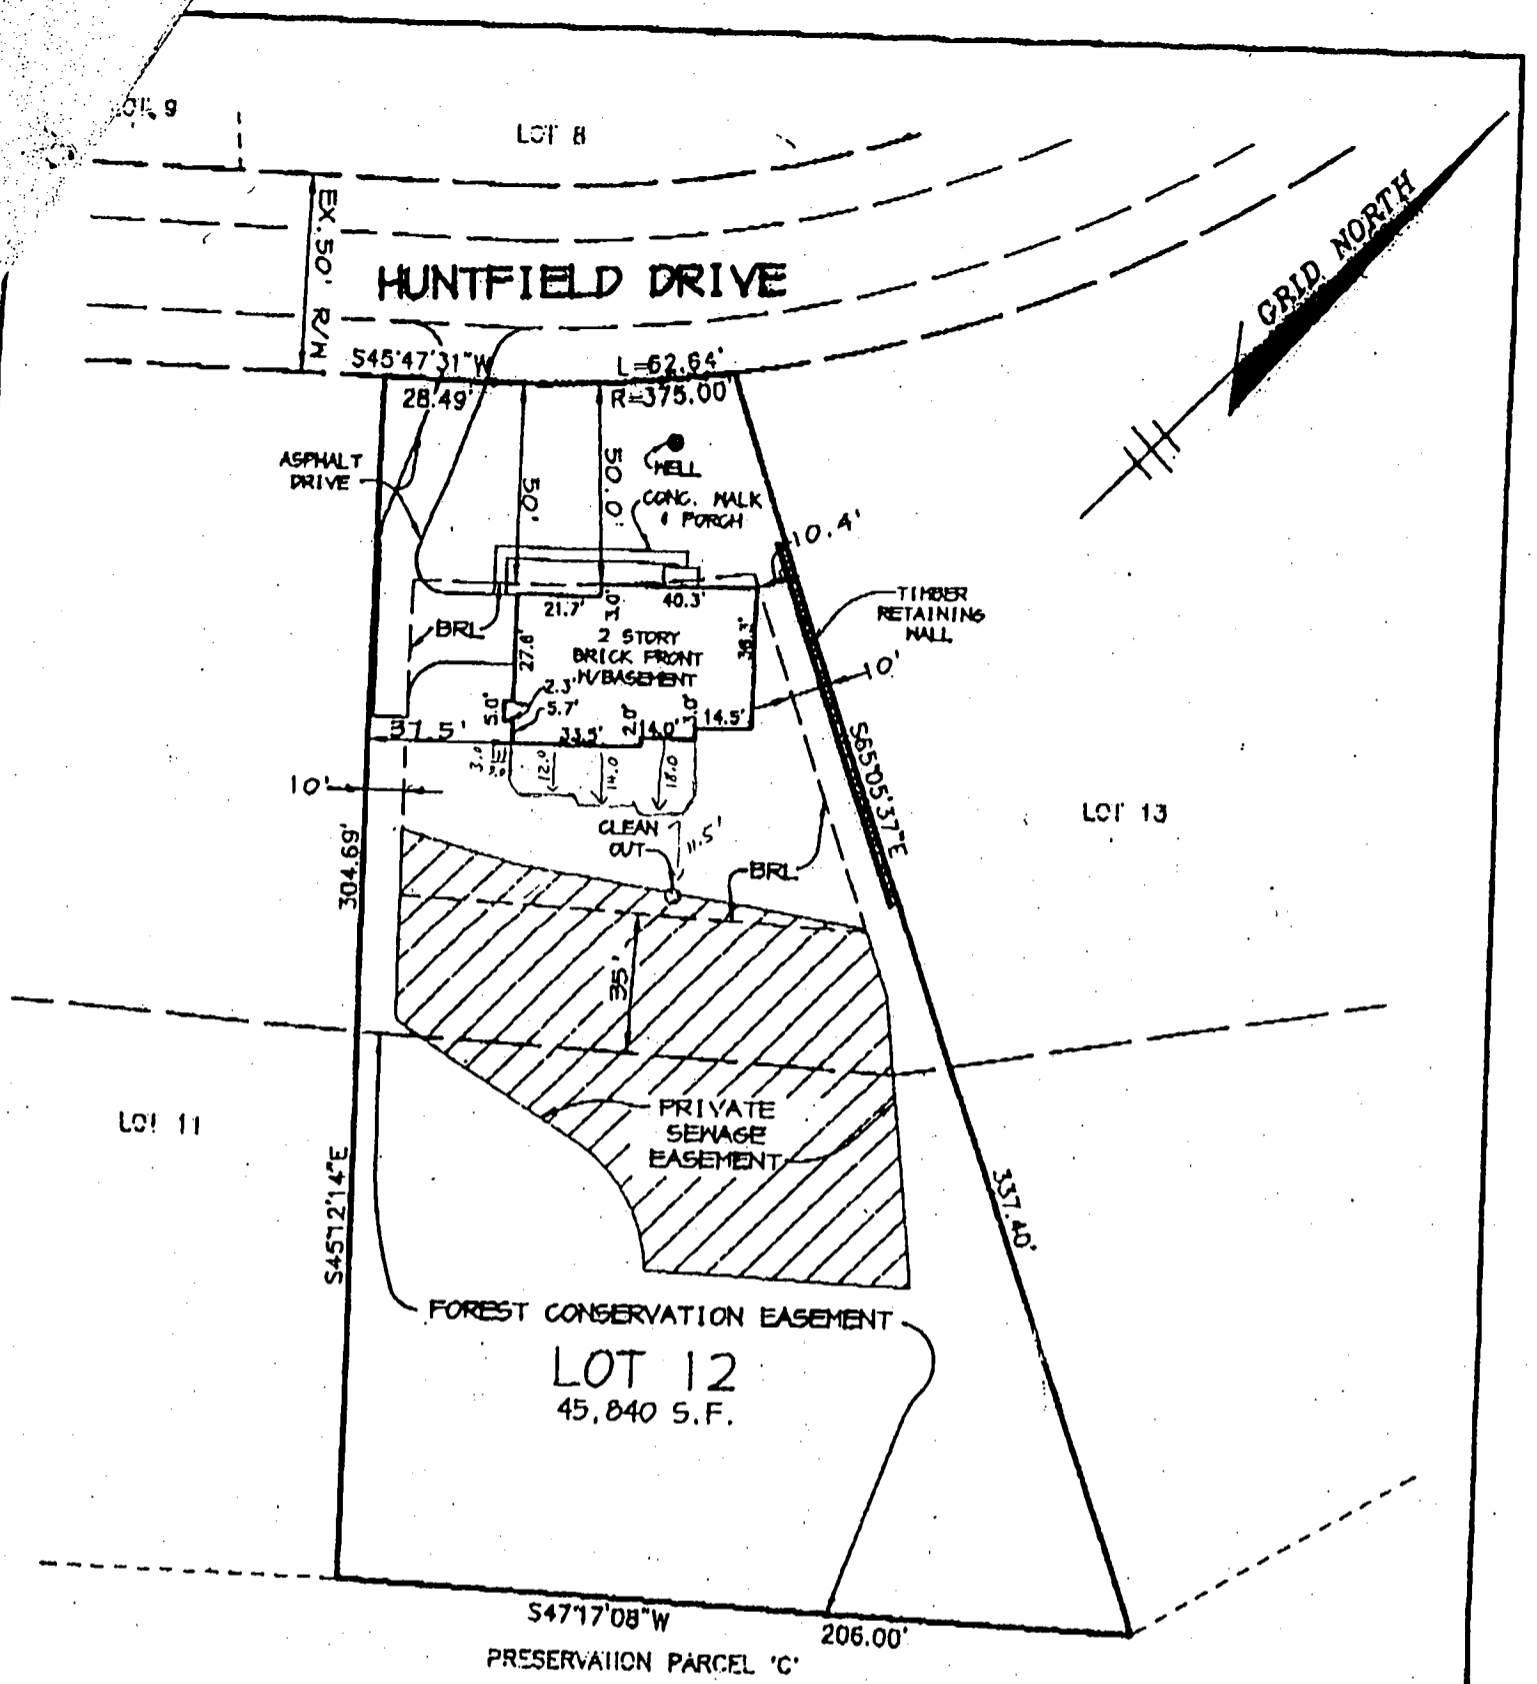 LOT 9
LOT 8
EX. 50' R/W
HUNTFIELD DRIVE
GRID NORTH
S45°47'31"W
28.49'
L=62.64'
R=375.00'
ASPHALT
DRIVE
50'
50.0'
WELL
CONC. WALK
& PORCH
10.4'
TIMBER
RETAINING
WALL
21.7'
3.0'
40.3'
BRL
27.8'
2 STORY
BRICK FRONT
W/BASEMENT
10'
2.3'
5.0'
5.7'
2.0'
14.0'
3.0'
14.5'
37.5'
33.5'
3.0
12.0
14.0
18.0
S65°05'37"E
LOT 13
10'
CLEAN
OUT
11.5'
BRL
304.69'
35'
LOT 11
PRIVATE
SEWAGE
EASEMENT
S45°12'14"E
337.40'
FOREST CONSERVATION EASEMENT
LOT 12
45,840 S.F.
S47°17'08"W
206.00'
PRESERVATION PARCEL 'C'